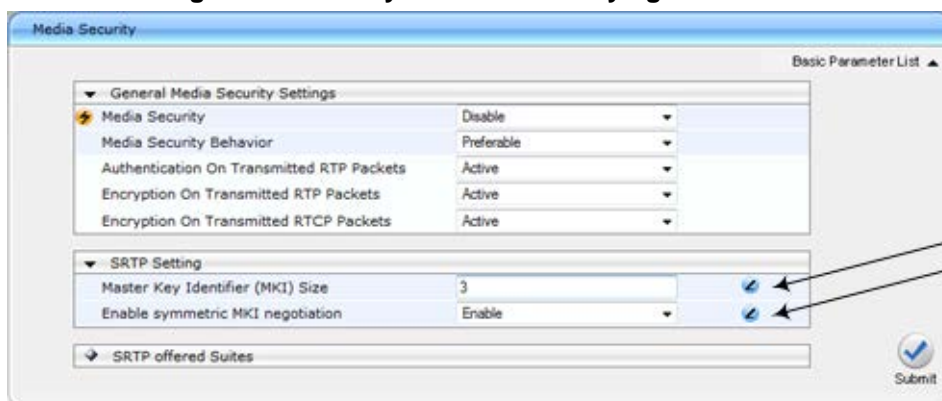 Media Security
Basic Parameter List
General Media Security Settings
Media Security Disable
Media Security Behavior Preferable
Authentication On Transmitted RTP Packets Active
Encryption On Transmitted RTP Packets Active
Encryption On Transmitted RTCP Packets Active
SRTP Setting
Master Key Identifier (MKI) Size 3
Enable symmetric MKI negotiation Enable
SRTP offered Suites
Submit